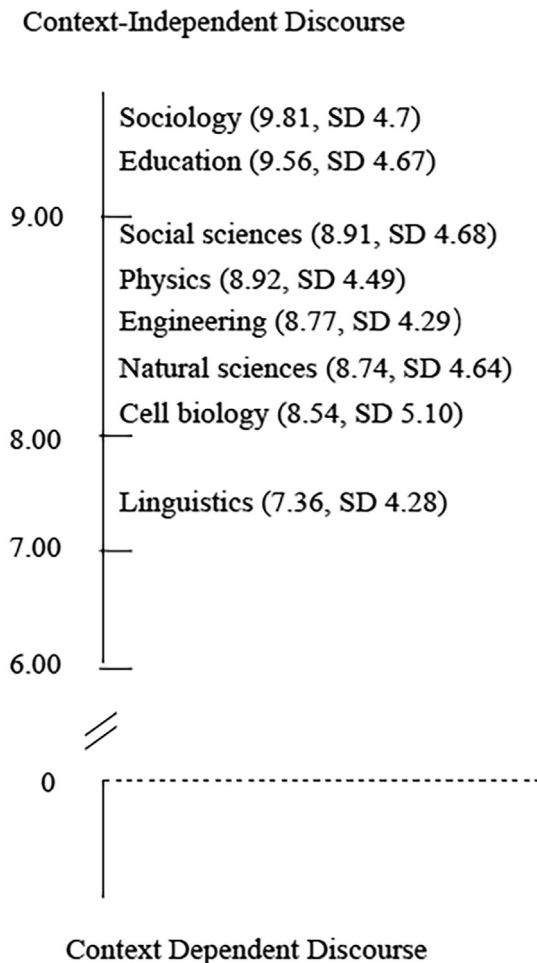 Context-Independent Discourse
Sociology (9.81, SD 4.7)
Education (9.56, SD 4.67)
9.00
Social sciences (8.91, SD 4.68)
Physics (8.92, SD 4.49)
Engineering (8.77, SD 4.29)
Natural sciences (8.74, SD 4.64)
Cell biology (8.54, SD 5.10)
8.00
Linguistics (7.36, SD 4.28)
7.00
6.00
0
Context Dependent Discourse